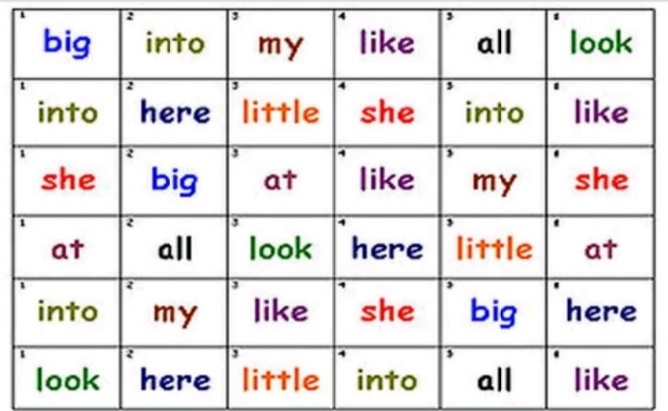 1 big 2 into 3 my 4 like 5 all 6 look
1 into 2 here 3 little 4 she 5 into 6 like
1 she 2 big 3 at 4 like 5 my 6 she
1 at 2 all 3 look 4 here 5 little 6 at
1 into 2 my 3 like 4 she 5 big 6 here
1 look 2 here 3 little 4 into 5 all 6 like